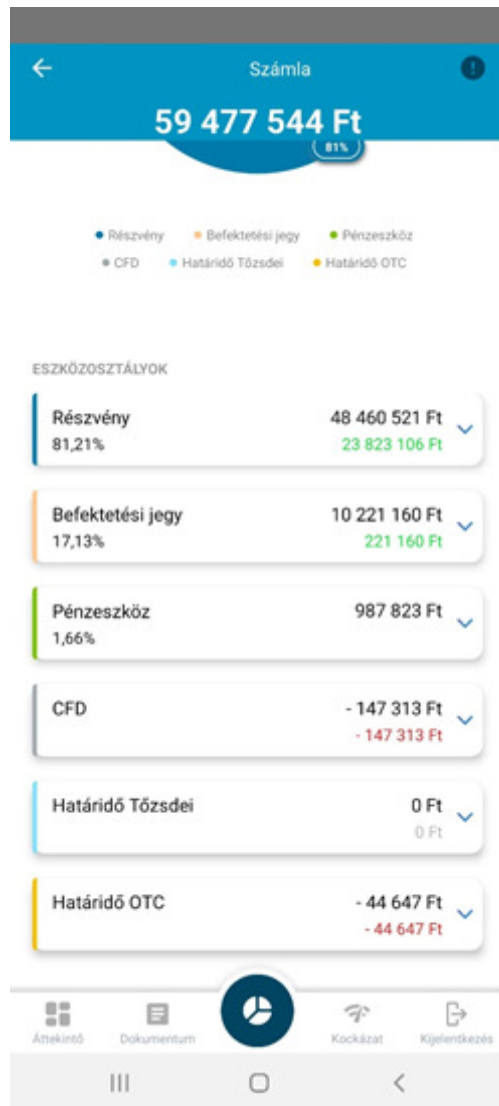 Számla
59 477 544 Ft
81%
Részvény Befektetési jegy Pénzeszköz
CFD Határidő Tőzsdei Határidő OTC
ESZKÖZOSZTÁLYOK
Részvény 48 460 521 Ft
81,21% 23 823 106 Ft
Befektetési jegy 10 221 160 Ft
17,13% 221 160 Ft
Pénzeszköz 987 823 Ft
1,66%
CFD - 147 313 Ft
- 147 313 Ft
Határidő Tőzsdei 0 Ft
0 Ft
Határidő OTC - 44 647 Ft
- 44 647 Ft
Áttekintő Dokumentum Kockázat Kijelentkezés